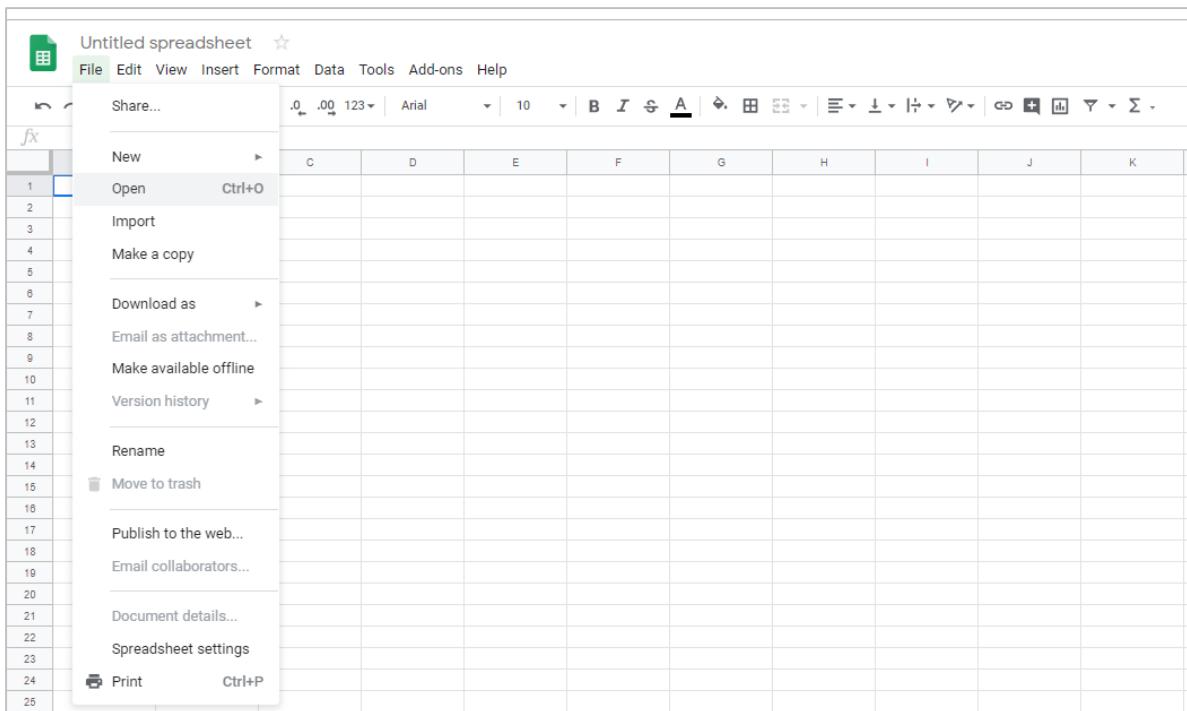 Untitled spreadsheet
File Edit View Insert Format Data Tools Add-ons Help
Share... .0 .00 123 Arial 10 B I S A Σ
fx
New
C D E F G H I J K
Open Ctrl+O
Import
Make a copy
Download as
Email as attachment...
Make available offline
Version history
Rename
Move to trash
Publish to the web...
Email collaborators...
Document details...
Spreadsheet settings
Print Ctrl+P
1
2
3
4
5
6
7
8
9
10
11
12
13
14
15
16
17
18
19
20
21
22
23
24
25